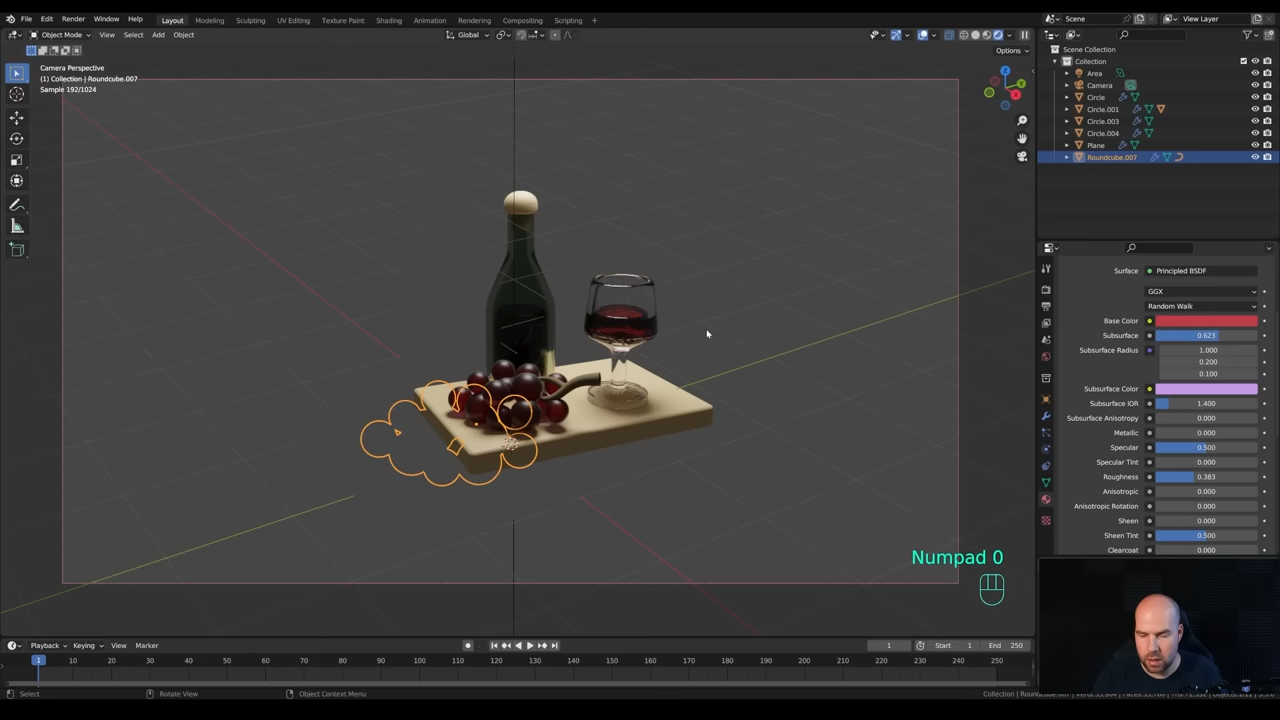 File Edit Render Window Help Layout Modeling Sculpting UV Editing Texture Paint Shading Animation Rendering Compositing Scripting + Scene View Layer
Object Mode View Select Add Object Global
Options
Camera Perspective
(1) Collection | Roundcube.007
Sample 192/1024
Z
Y
X
Scene Collection
Collection
Area
Camera
Circle
Circle.001
Circle.003
Circle.004
Plane
Roundcube.007
Surface Principled BSDF
GGX
Random Walk
Base Color
Subsurface 0.623
Subsurface Radius 1.000
0.200
0.100
Subsurface Color
Subsurface IOR 1.400
Subsurface Anisotropy 0.000
Metallic 0.000
Specular 0.500
Specular Tint 0.000
Roughness 0.383
Anisotropic 0.000
Anisotropic Rotation 0.000
Sheen 0.000
Sheen Tint 0.500
Clearcoat 0.000
Numpad 0
Playback Keying View Marker 1 Start 1 End 250
1 10 20 30 40 50 60 70 80 90 100 110 120 130 140 150 160 170 180 190 200 210 220 230 240 250
Select Rotate View Object Context Menu